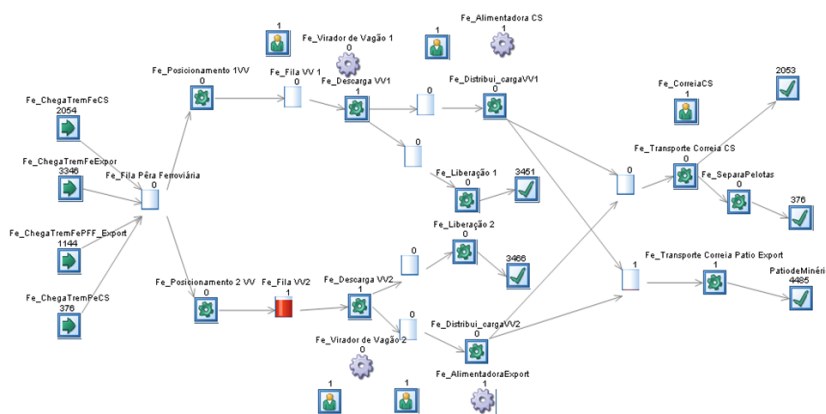 Fe_Alimentadora CS
1
1
Fe_Virador de Vagão 1
0
1
Fe_Posicionamento 1VV
0
Fe_Fila VV 1
0
Fe_Descarga VV1
1
0
Fe_Distribui_cargaVV1
0
Fe_CorreiaCS
1
2053
Fe_ChegaTremFeCS
2054
Fe_ChegaTremFeExpor
3346
Fe_Fila Pêra Ferroviária
0
0
Fe_Liberação 1
0
3451
0
Fe_Transporte Correia CS
0
Fe_SeparaPelotas
0
376
Fe_ChegaTremFePFF_Export
1144
Fe_Liberação 2
0
3466
Fe_ChegaTremPeCS
376
Fe_Posicionamento 2 VV
0
Fe_Fila VV2
1
Fe_Descarga VV2
1
0
0
Fe_Distribui_cargaVV2
0
1
Fe_Transporte Correia Patio Export
1
PatiodeMinéri
4485
Fe_Virador de Vagão 2
0
Fe_AlimentadoraExport
1
1
1